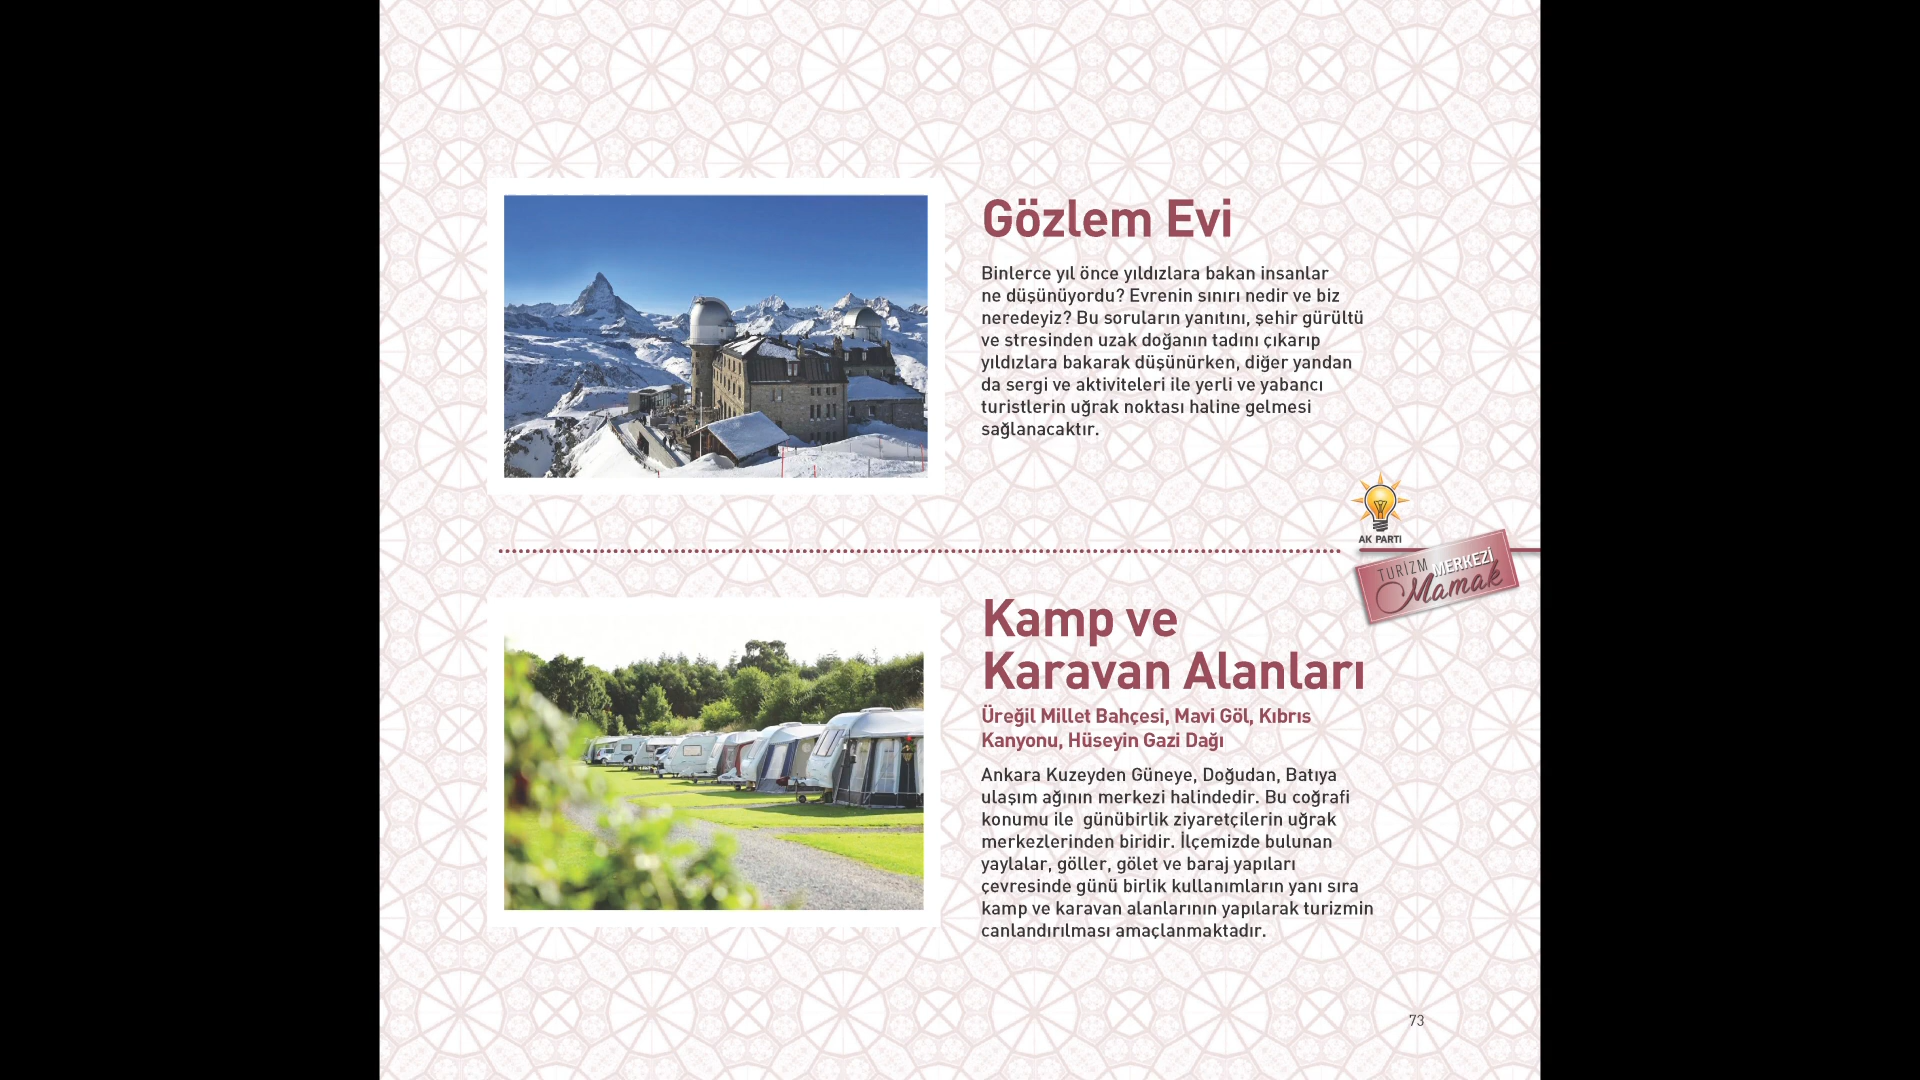 Gözlem Evi
Binlerce yıl önce yıldızlara bakan insanlar
ne düşünüyordu? Evrenin sınırı nedir ve biz
neredeyiz? Bu soruların yanıtını, şehir gürültü
ve stresinden uzak doğanın tadını çıkarıp
yıldızlara bakarak düşünürken, diğer yandan
da sergi ve aktiviteleri ile yerli ve yabancı
turistlerin uğrak noktası haline gelmesi
sağlanacaktır.
AK PARTI
TURİZM MERKEZİ
Mamak
Kamp ve
Karavan Alanları
Üreğil Millet Bahçesi, Mavi Göl, Kıbrıs
Kanyonu, Hüseyin Gazi Dağı
Ankara Kuzeyden Güneye, Doğudan, Batıya
ulaşım ağının merkezi halindedir. Bu coğrafi
konumu ile  günübirlik ziyaretçilerin uğrak
merkezlerinden biridir. İlçemizde bulunan
yaylalar, göller, gölet ve baraj yapıları
çevresinde günü birlik kullanımların yanı sıra
kamp ve karavan alanlarının yapılarak turizmin
canlandırılması amaçlanmaktadır.
73